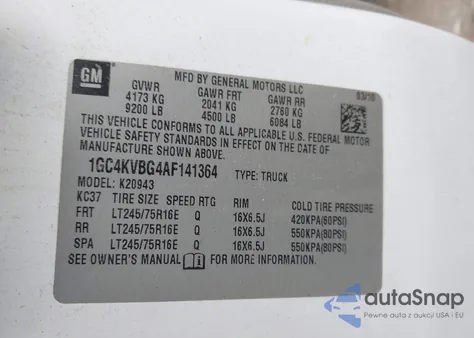 GM
MFD BY GENERAL MOTORS LLC 03/10
GVWR GAWR FRT GAWR RR
4173 KG 2041 KG 2760 KG
9200 LB 4500 LB 6084 LB
THIS VEHICLE CONFORMS TO ALL APPLICABLE U.S. FEDERAL MOTOR
VEHICLE SAFETY STANDARDS IN EFFECT ON THE DATE OF
MANUFACTURE SHOWN ABOVE.
1GC4KVBG4AF141364 TYPE: TRUCK
MODEL: K20943
KC37 TIRE SIZE SPEED RTG RIM COLD TIRE PRESSURE
FRT LT245/75R16E Q 16X6.5J 420KPA(60PSI)
RR LT245/75R16E Q 16X6.5J 550KPA(80PSI)
SPA LT245/75R16E Q 16X6.5J 550KPA(80PSI)
SEE OWNER'S MANUAL FOR MORE INFORMATION.
autoSnap
Pewne auta z aukcji USA i EU